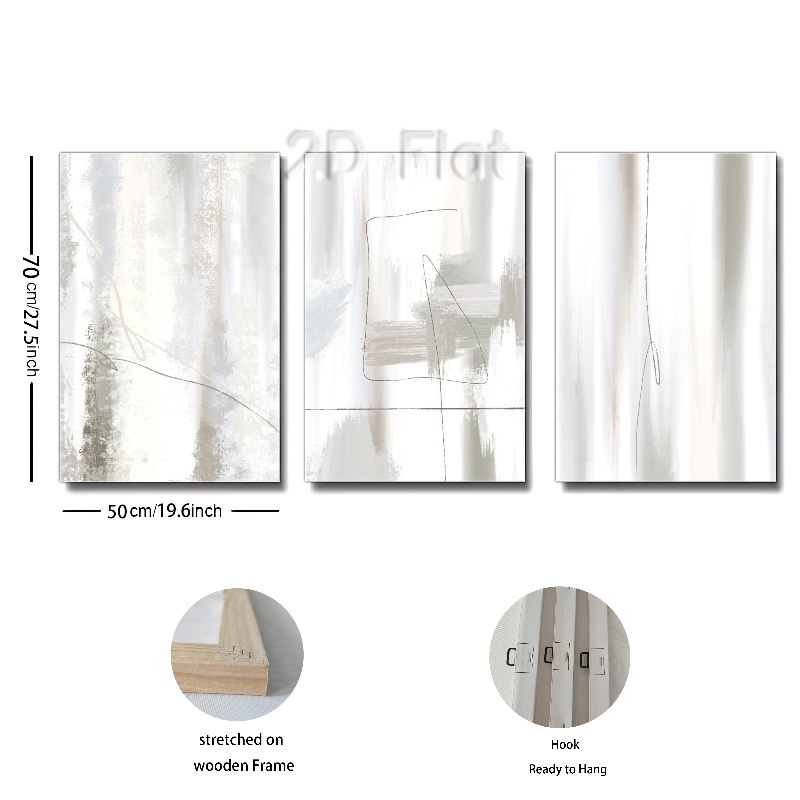 2D Flat
70 cm/27.5inch
50 cm/19.6inch
stretched on
wooden Frame
Hook
Ready to Hang